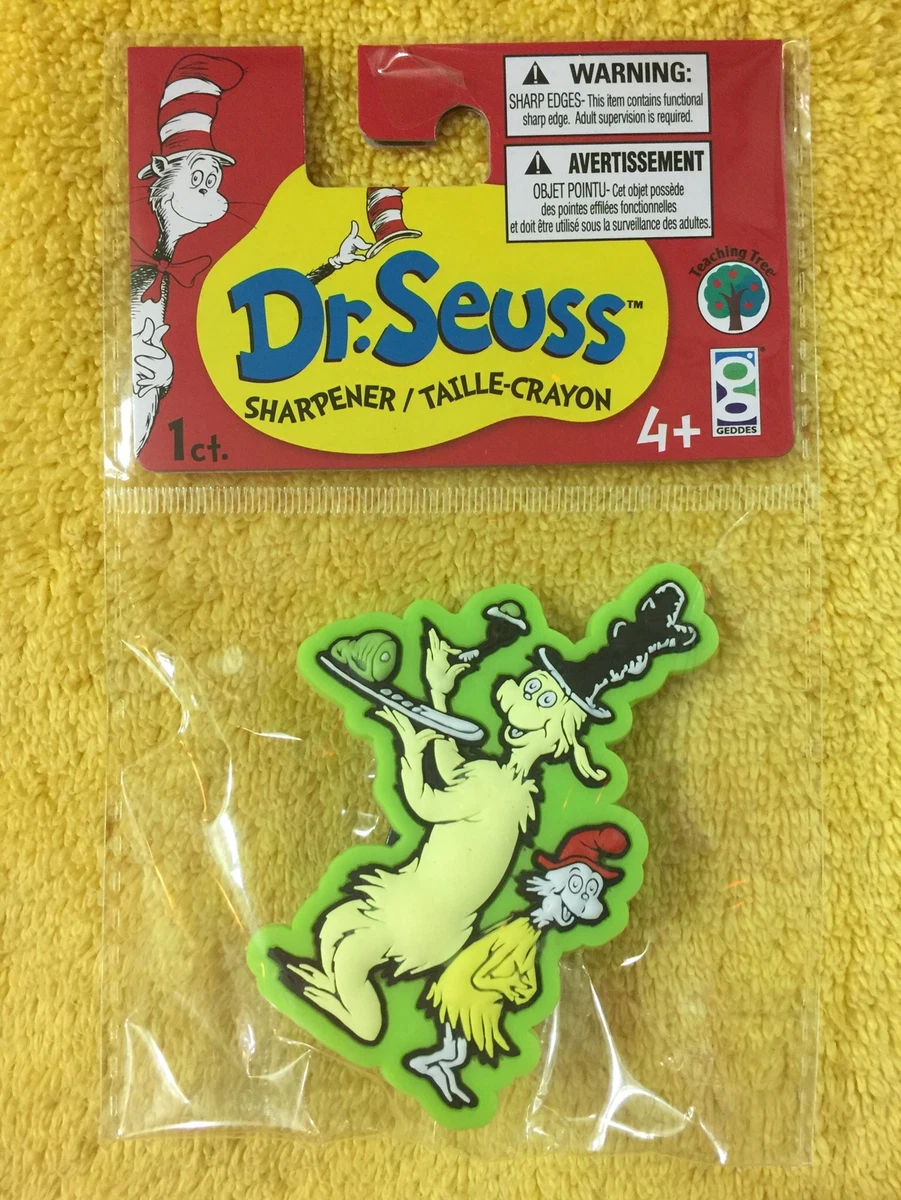 ⚠ WARNING:
SHARP EDGES- This item contains functional
sharp edge. Adult supervision is required.
⚠ AVERTISSEMENT
OBJET POINTU- Cet objet possède
des pointes effilées fonctionnelles
et doit être utilisé sous la surveillance des adultes.
Teaching Tree
Dr. Seuss™
SHARPENER / TAILLE-CRAYON
1ct.
4+
g
GEDDES